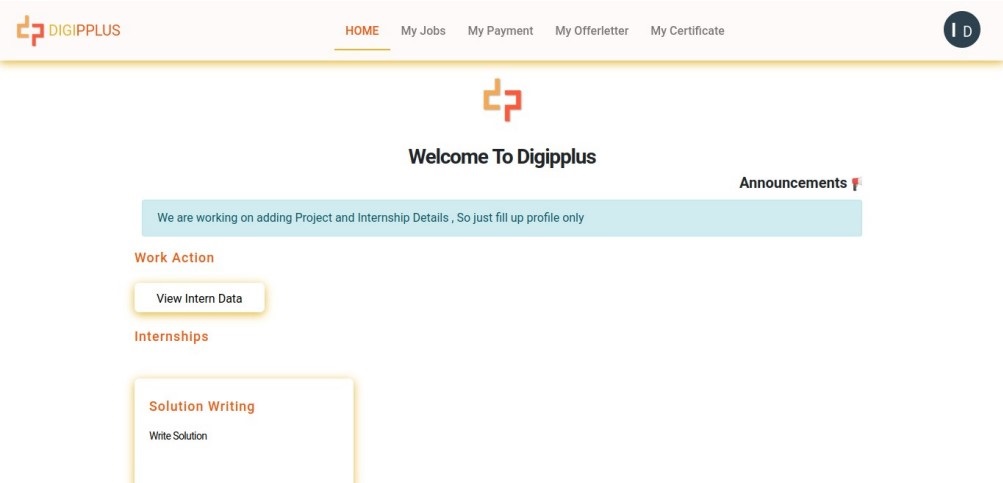 DIGIPPLUS
HOME My Jobs My Payment My Offerletter My Certificate
I D
Welcome To Digipplus
Announcements
We are working on adding Project and Internship Details , So just fill up profile only
Work Action
View Intern Data
Internships
Solution Writing
Write Solution